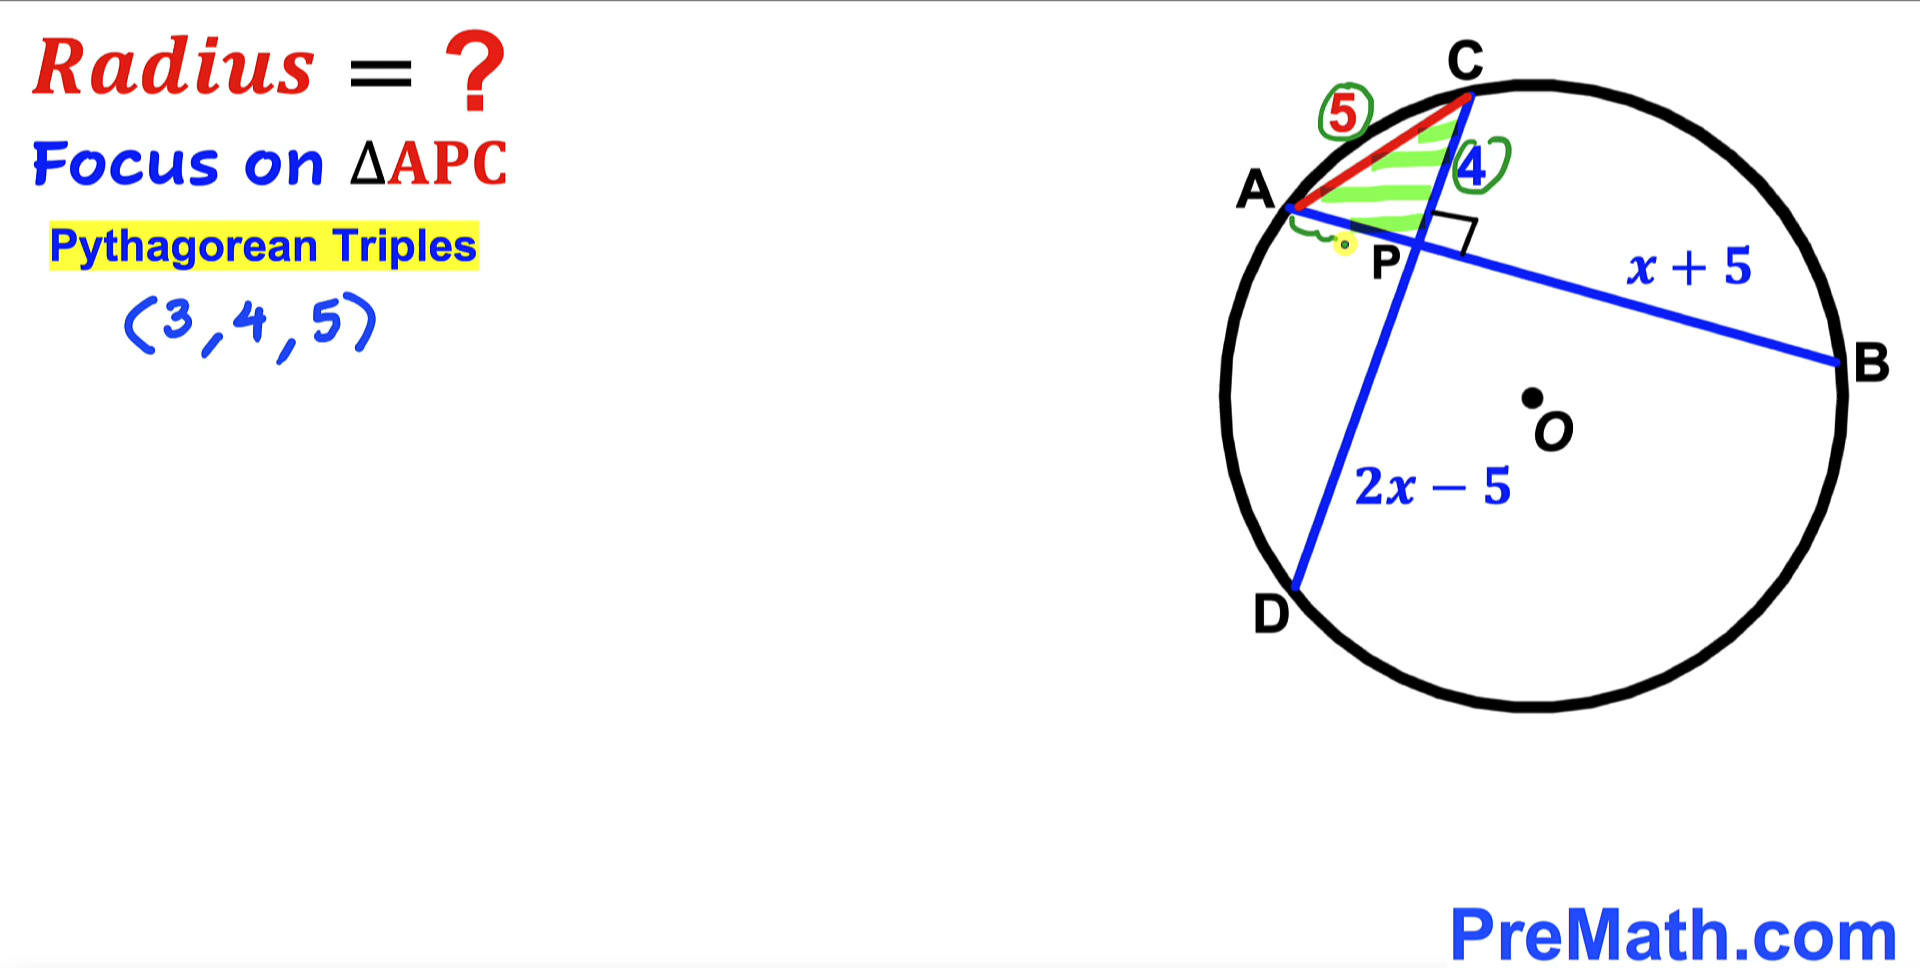 Radius = ?
Focus on ΔAPC
Pythagorean Triples
(3, 4, 5)
C
5
4
A
P
x + 5
B
O
2x − 5
D
PreMath.com